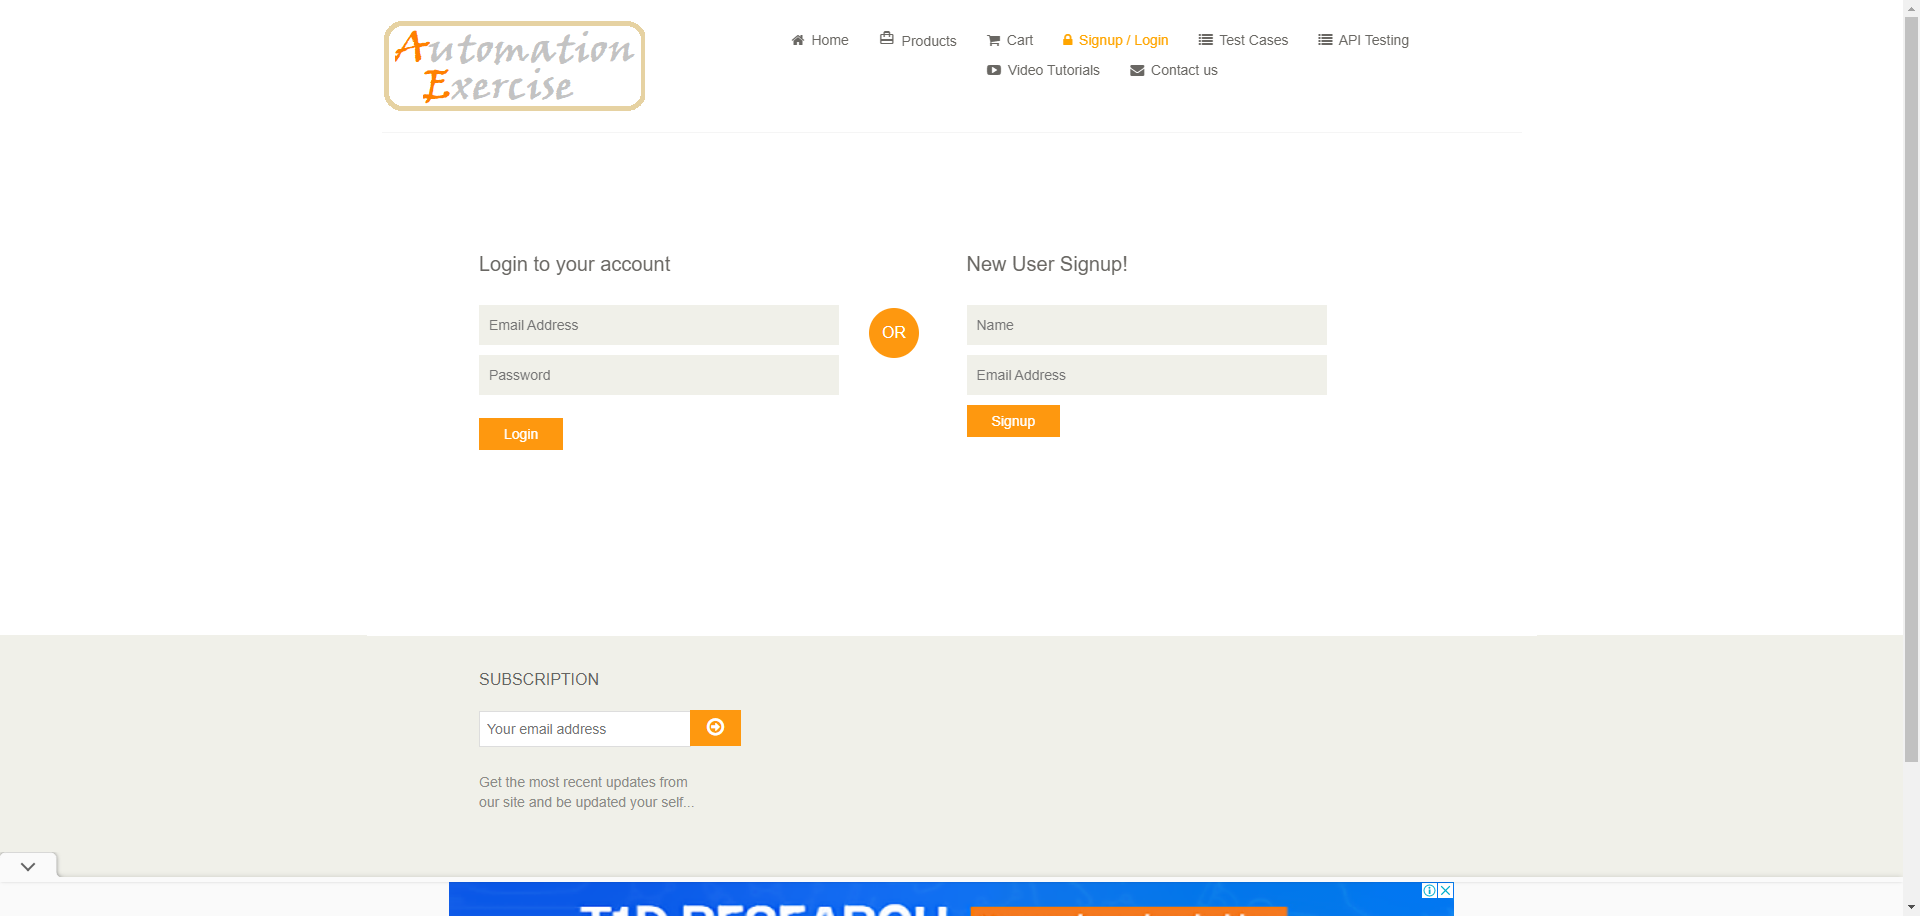 Automation
Exercise
Home
Products
Cart
Signup / Login
Test Cases
API Testing
Video Tutorials
Contact us
Login to your account
Email Address
Password
Login
OR
New User Signup!
Name
Email Address
Signup
SUBSCRIPTION
Your email address
Get the most recent updates from
our site and be updated your self...
T1D RESEARCH